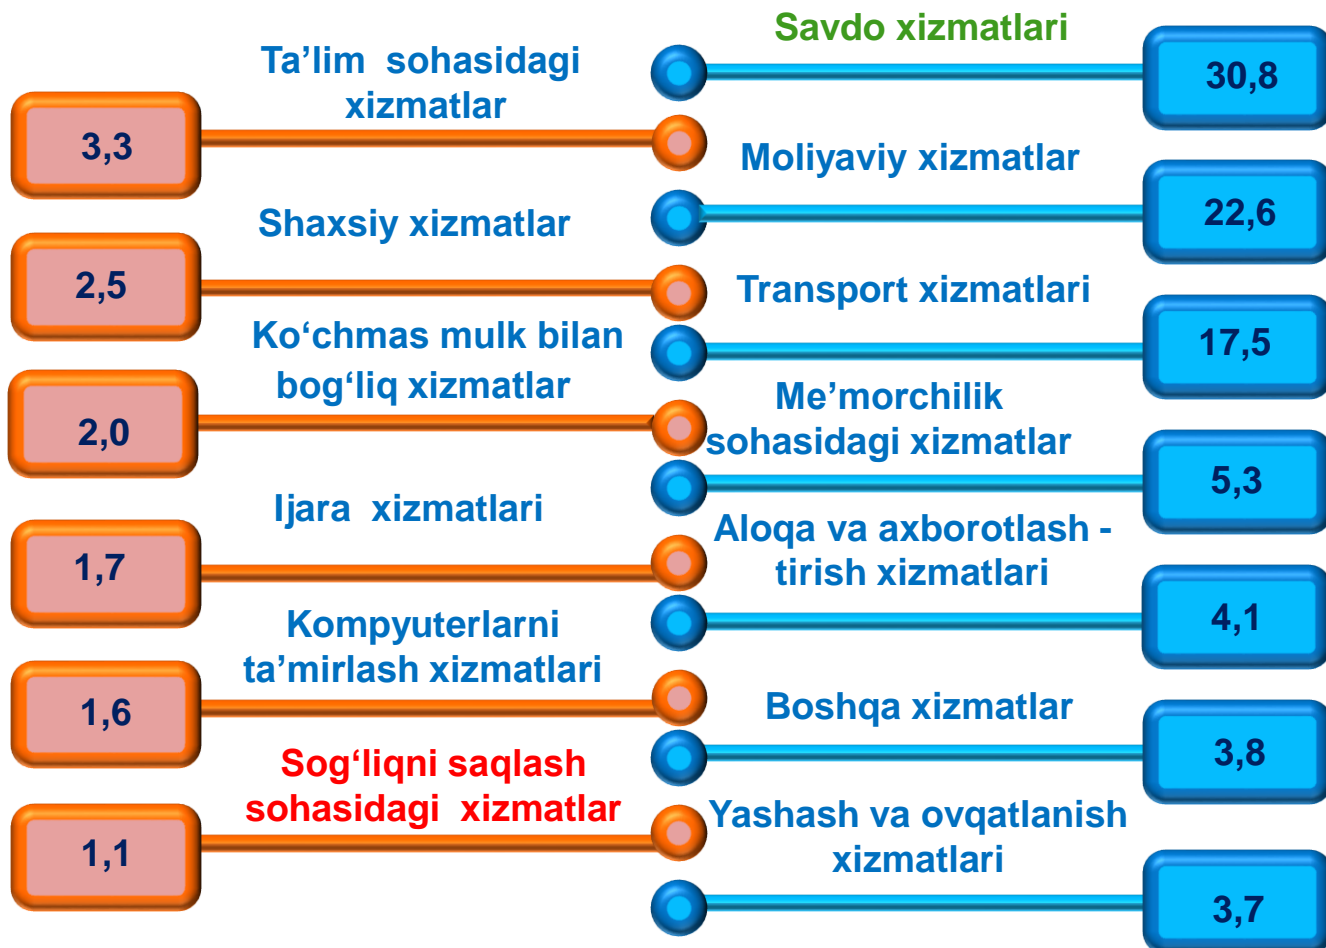 Savdo xizmatlari
30,8
Ta’lim sohasidagi
xizmatlar
3,3
Moliyaviy xizmatlar
22,6
Shaxsiy xizmatlar
2,5
Transport xizmatlari
17,5
Ko‘chmas mulk bilan
bog‘liq xizmatlar
2,0
Me’morchilik
sohasidagi xizmatlar
5,3
Ijara xizmatlari
1,7
Aloqa va axborotlash -
tirish xizmatlari
4,1
Kompyuterlarni
ta’mirlash xizmatlari
1,6
Boshqa xizmatlar
3,8
Sog‘liqni saqlash
sohasidagi xizmatlar
1,1
Yashash va ovqatlanish
xizmatlari
3,7